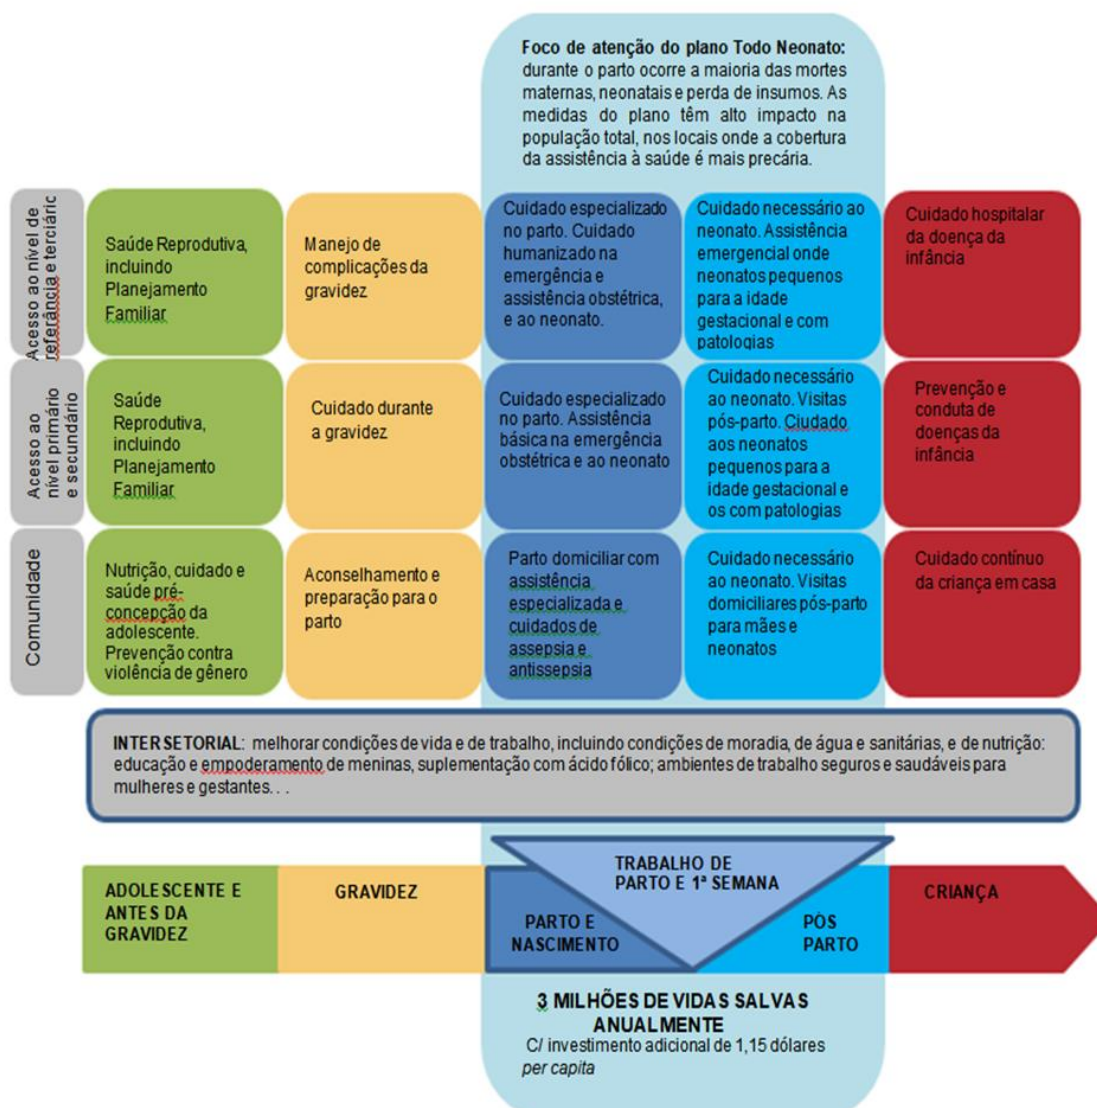 Foco de atenção do plano Todo Neonato:
durante o parto ocorre a maioria das mortes
maternas, neonatais e perda de insumos. As
medidas do plano têm alto impacto na
população total, nos locais onde a cobertura
da assistência à saúde é mais precária.
Acesso ao nível de
referência e terciáric
Saúde Reprodutiva,
incluindo
Planejamento
Familiar
Manejo de
complicações da
gravidez
Cuidado especializado
no parto. Cuidado
humanizado na
emergência e
assistência obstétrica,
e ao neonato.
Cuidado necessário ao
neonato. Assistência
emergencial onde
neonatos pequenos
para a idade
gestacional e com
patologias
Cuidado hospitalar
da doença da
infância
Acesso ao
nível primário
e secundário
Saúde
Reprodutiva,
incluindo
Planejamento
Familiar
Cuidado durante
a gravidez
Cuidado especializado
no parto. Assistência
básica na emergência
obstétrica e ao neonato
Cuidado necessário
ao neonato. Visitas
pós-parto. Ciudado
aos neonatos
pequenos para a
idade gestacional e
os com patologias
Prevenção e
conduta de
doenças da
infância
Comunidade
Nutrição, cuidado e
saúde pré-
concepção da
adolescente.
Prevenção contra
violência de gênero
Aconselhamento e
preparação para o
parto
Parto domiciliar com
assistência
especializada e
cuidados de
assepsia e
antissepsia
Cuidado necessário
ao neonato. Visitas
domiciliares pós-parto
para mães e
neonatos
Cuidado contínuo
da criança em casa
INTERSETORIAL: melhorar condições de vida e de trabalho, incluindo condições de moradia, de água e sanitárias, e de nutrição:
educação e empoderamento de meninas, suplementação com ácido fólico; ambientes de trabalho seguros e saudáveis para
mulheres e gestantes. . .
ADOLESCENTE E
ANTES DA
GRAVIDEZ
GRAVIDEZ
TRABALHO DE
PARTO E 1ª SEMANA
PARTO E
NASCIMENTO
PÓS
PARTO
CRIANÇA
3 MILHÕES DE VIDAS SALVAS
ANUALMENTE
C/ investimento adicional de 1,15 dólares
per capita